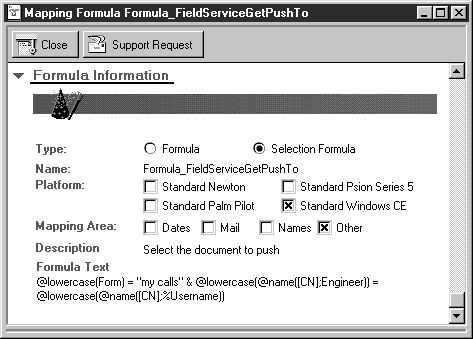 Mapping Formula Formula_FieldServiceGetPushTo
Close Support Request
Formula Information
Type: Formula Selection Formula
Name: Formula_FieldServiceGetPushTo
Platform: Standard Newton Standard Psion Series 5
Standard Palm Pilot Standard Windows CE
Mapping Area: Dates Mail Names Other
Description Select the document to push
Formula Text
@lowercase(Form) = "my calls" & @lowercase(@name([CN];Engineer)) =
@lowercase(@name([CN];%Username))